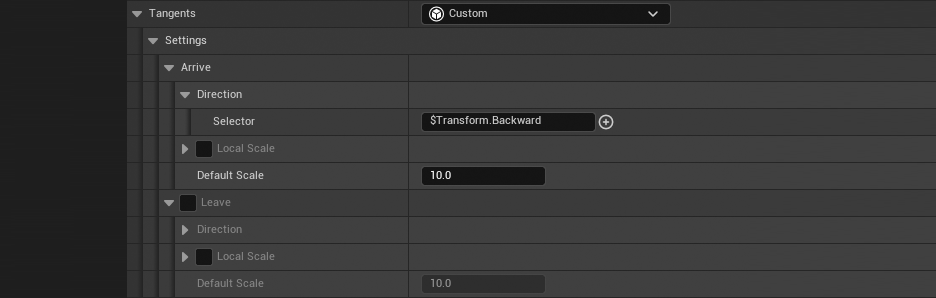 Tangents Custom
Settings
Arrive
Direction
Selector $Transform.Backward
Local Scale
Default Scale 10.0
Leave
Direction
Local Scale
Default Scale 10.0